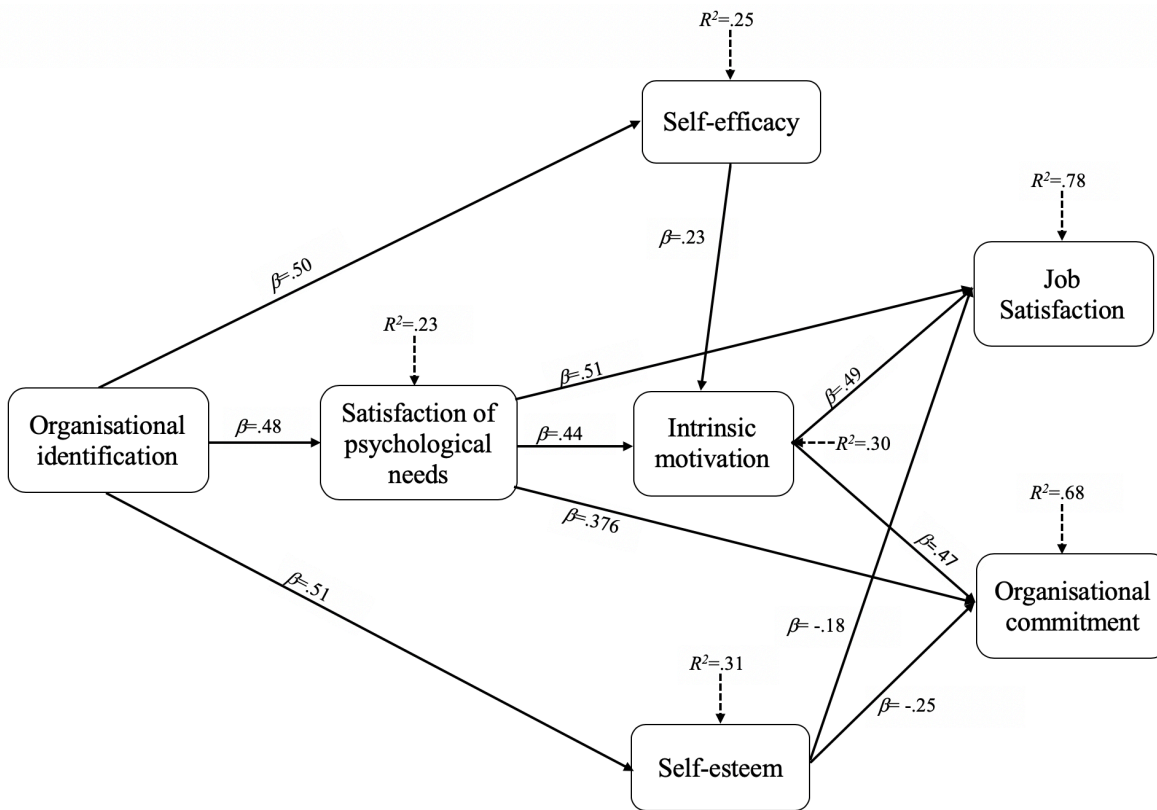 R²=.25
Self-efficacy
R²=.78
β=.23
Job
Satisfaction
β=.50
R²=.23
β=.51
β=.49
Organisational
identification
β=.48
Satisfaction of
psychological
needs
β=.44
Intrinsic
motivation
R²=.30
R²=.68
β=.376
β=.47
β=.51
Organisational
commitment
β= -.18
R²=.31
β= -.25
Self-esteem